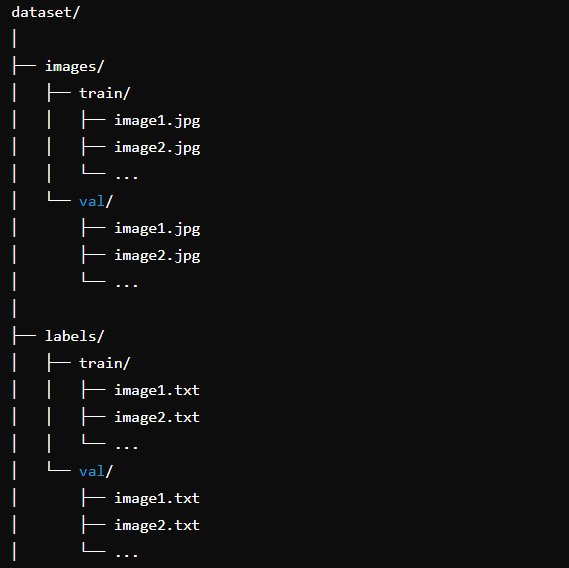 dataset/
│
├── images/
│   ├── train/
│   │   ├── image1.jpg
│   │   ├── image2.jpg
│   │   └── ...
│   └── val/
│       ├── image1.jpg
│       ├── image2.jpg
│       └── ...
│
├── labels/
│   ├── train/
│   │   ├── image1.txt
│   │   ├── image2.txt
│   │   └── ...
│   └── val/
│       ├── image1.txt
│       ├── image2.txt
│       └── ...